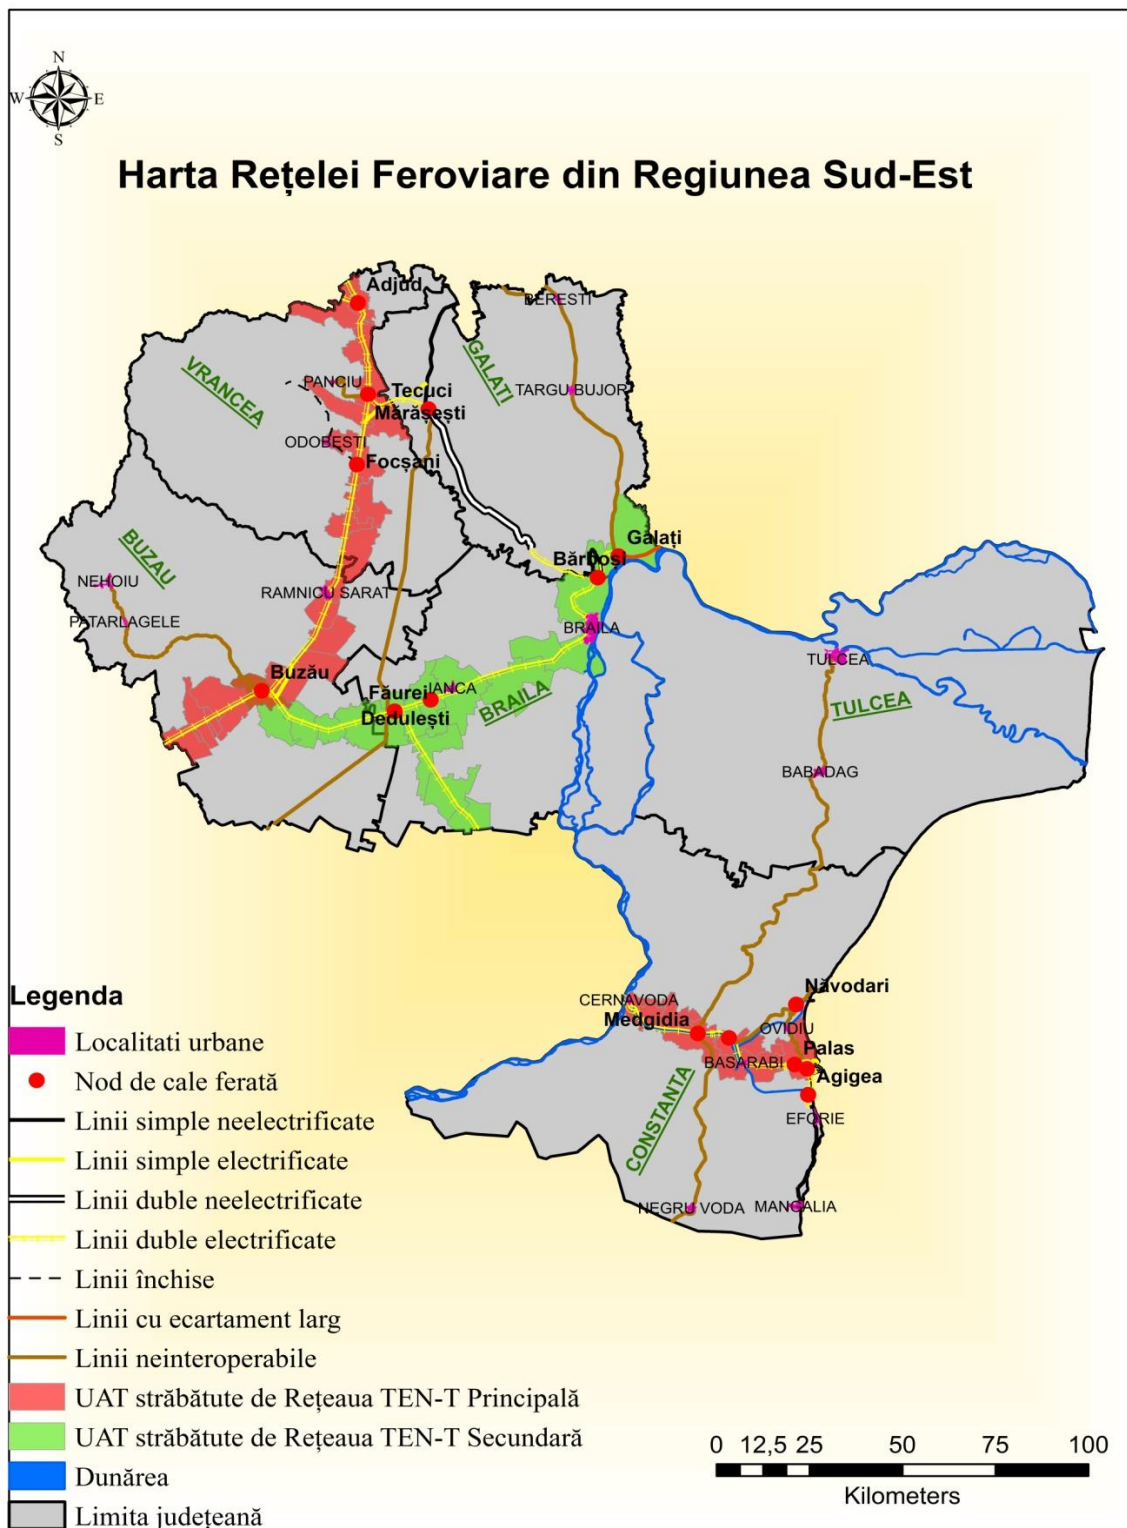 N
W E
S
Harta Rețelei Feroviare din Regiunea Sud-Est
Adjud
BERESTI
GALATI
VRANCEA
PANCIU
Tecuci
TARGU BUJOR
Mărășești
ODOBESTI
Focșani
Galați
BUZAU
Bărboși
NEHOIU
RAMNICU SARAT
PATARLAGELE
BRAILA
TULCEA
Buzău
Făurei
IANCA
BRAILA
TULCEA
Dedulești
BABADAG
Năvodari
CERNAVODA
Medgidia
OVIDIU
Palas
BASARABI
Agigea
CONSTANTA
EFORIE
NEGRU VODA
MANGALIA
Legenda
Localitati urbane
Nod de cale ferată
Linii simple neelectrificate
Linii simple electrificate
Linii duble neelectrificate
Linii duble electrificate
Linii închise
Linii cu ecartament larg
Linii neinteroperabile
UAT străbătute de Rețeaua TEN-T Principală
UAT străbătute de Rețeaua TEN-T Secundară
Dunărea
Limita județeană
0 12,5 25 50 75 100
Kilometers